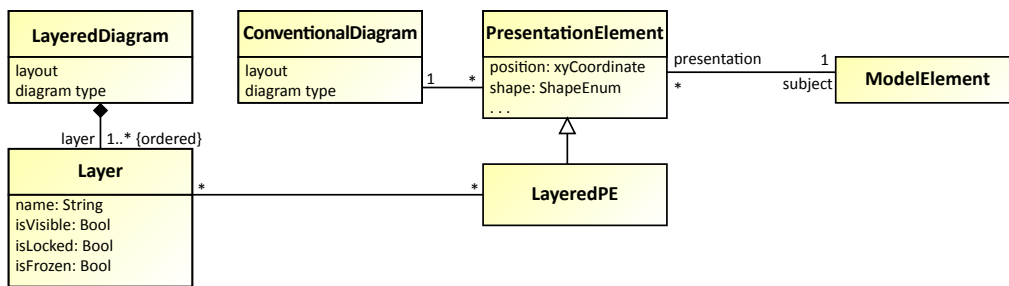 LayeredDiagram
layout
diagram type
ConventionalDiagram
layout
diagram type
1
*
PresentationElement
position: xyCoordinate
shape: ShapeEnum
. . .
presentation
*
1
subject
ModelElement
layer 1..* {ordered}
Layer
name: String
isVisible: Bool
isLocked: Bool
isFrozen: Bool
*
*
LayeredPE